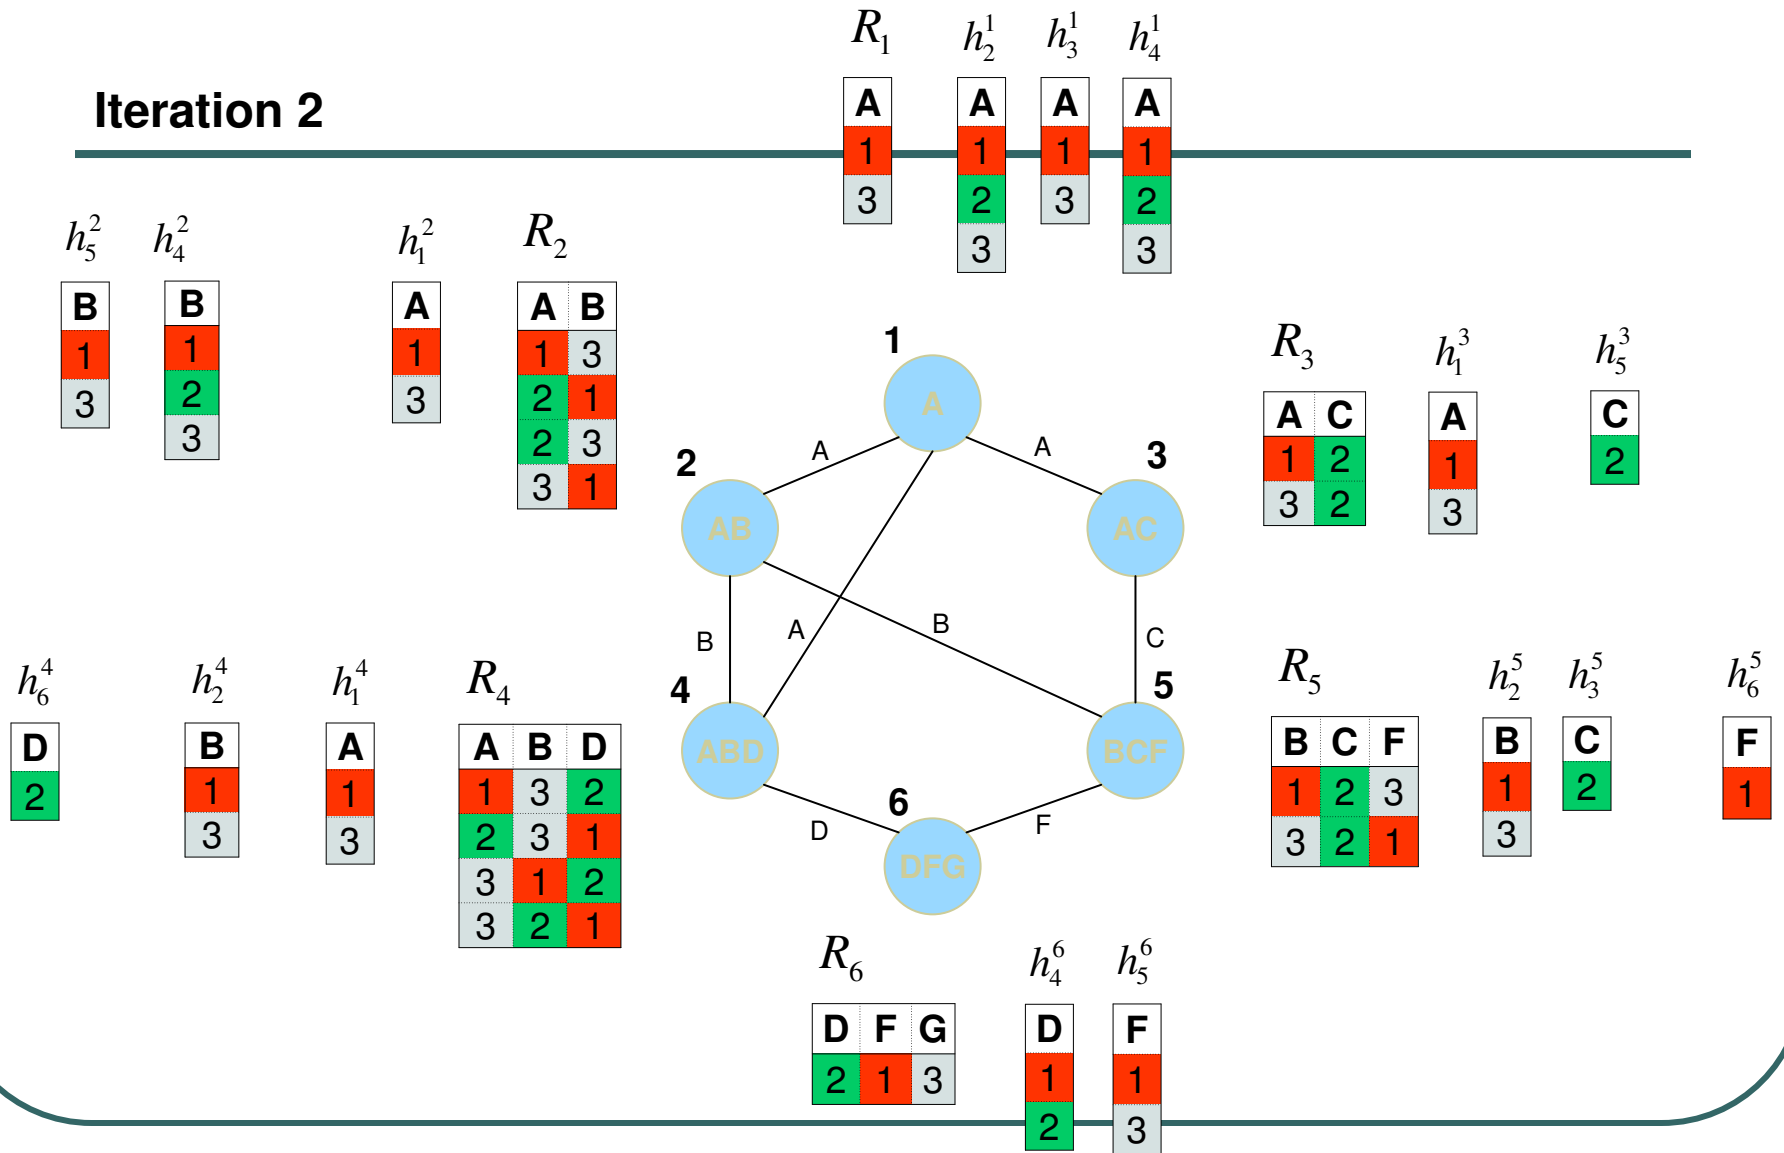 R₁ h₂¹ h₃¹ h₄¹
Iteration 2
A A A A
1 1 1 1
3 2 3 2
3 3
h₅² h₄² h₁² R₂
B B A A B
1 1 1 1 3
3 2 3 2 1
3 2 3
3 1
R₃ h₁³ h₅³
A C A C
1 2 1 2
3 2 3
1
A
2
AB
3
AC
A
A
B
A
B
C
4
ABD
5
BCF
6
DFG
D
F
h₆⁴ h₂⁴ h₁⁴ R₄
D B A A B D
2 1 1 1 3 2
3 3 2 3 1
3 1 2
3 2 1
R₅ h₂⁵ h₃⁵ h₆⁵
B C F B C F
1 2 3 1 2 1
3 2 1 3
R₆ h₄⁶ h₅⁶
D F G D F
2 1 3 1 1
2 3